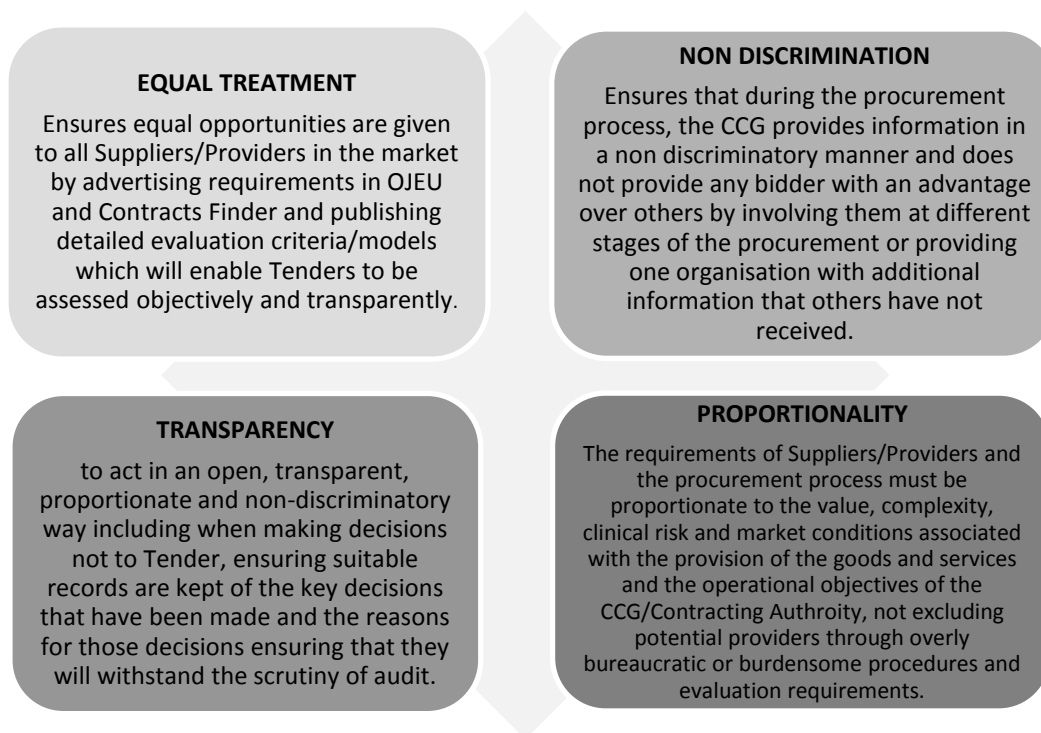 EQUAL TREATMENT
Ensures equal opportunities are given
to all Suppliers/Providers in the market
by advertising requirements in OJEU
and Contracts Finder and publishing
detailed evaluation criteria/models
which will enable Tenders to be
assessed objectively and transparently.
NON DISCRIMINATION
Ensures that during the procurement
process, the CCG provides information in
a non discriminatory manner and does
not provide any bidder with an advantage
over others by involving them at different
stages of the procurement or providing
one organisation with additional
information that others have not
received.
TRANSPARENCY
to act in an open, transparent,
proportionate and non-discriminatory
way including when making decisions
not to Tender, ensuring suitable
records are kept of the key decisions
that have been made and the reasons
for those decisions ensuring that they
will withstand the scrutiny of audit.
PROPORTIONALITY
The requirements of Suppliers/Providers and
the procurement process must be
proportionate to the value, complexity,
clinical risk and market conditions associated
with the provision of the goods and services
and the operational objectives of the
CCG/Contracting Authroity, not excluding
potential providers through overly
bureaucratic or burdensome procedures and
evaluation requirements.